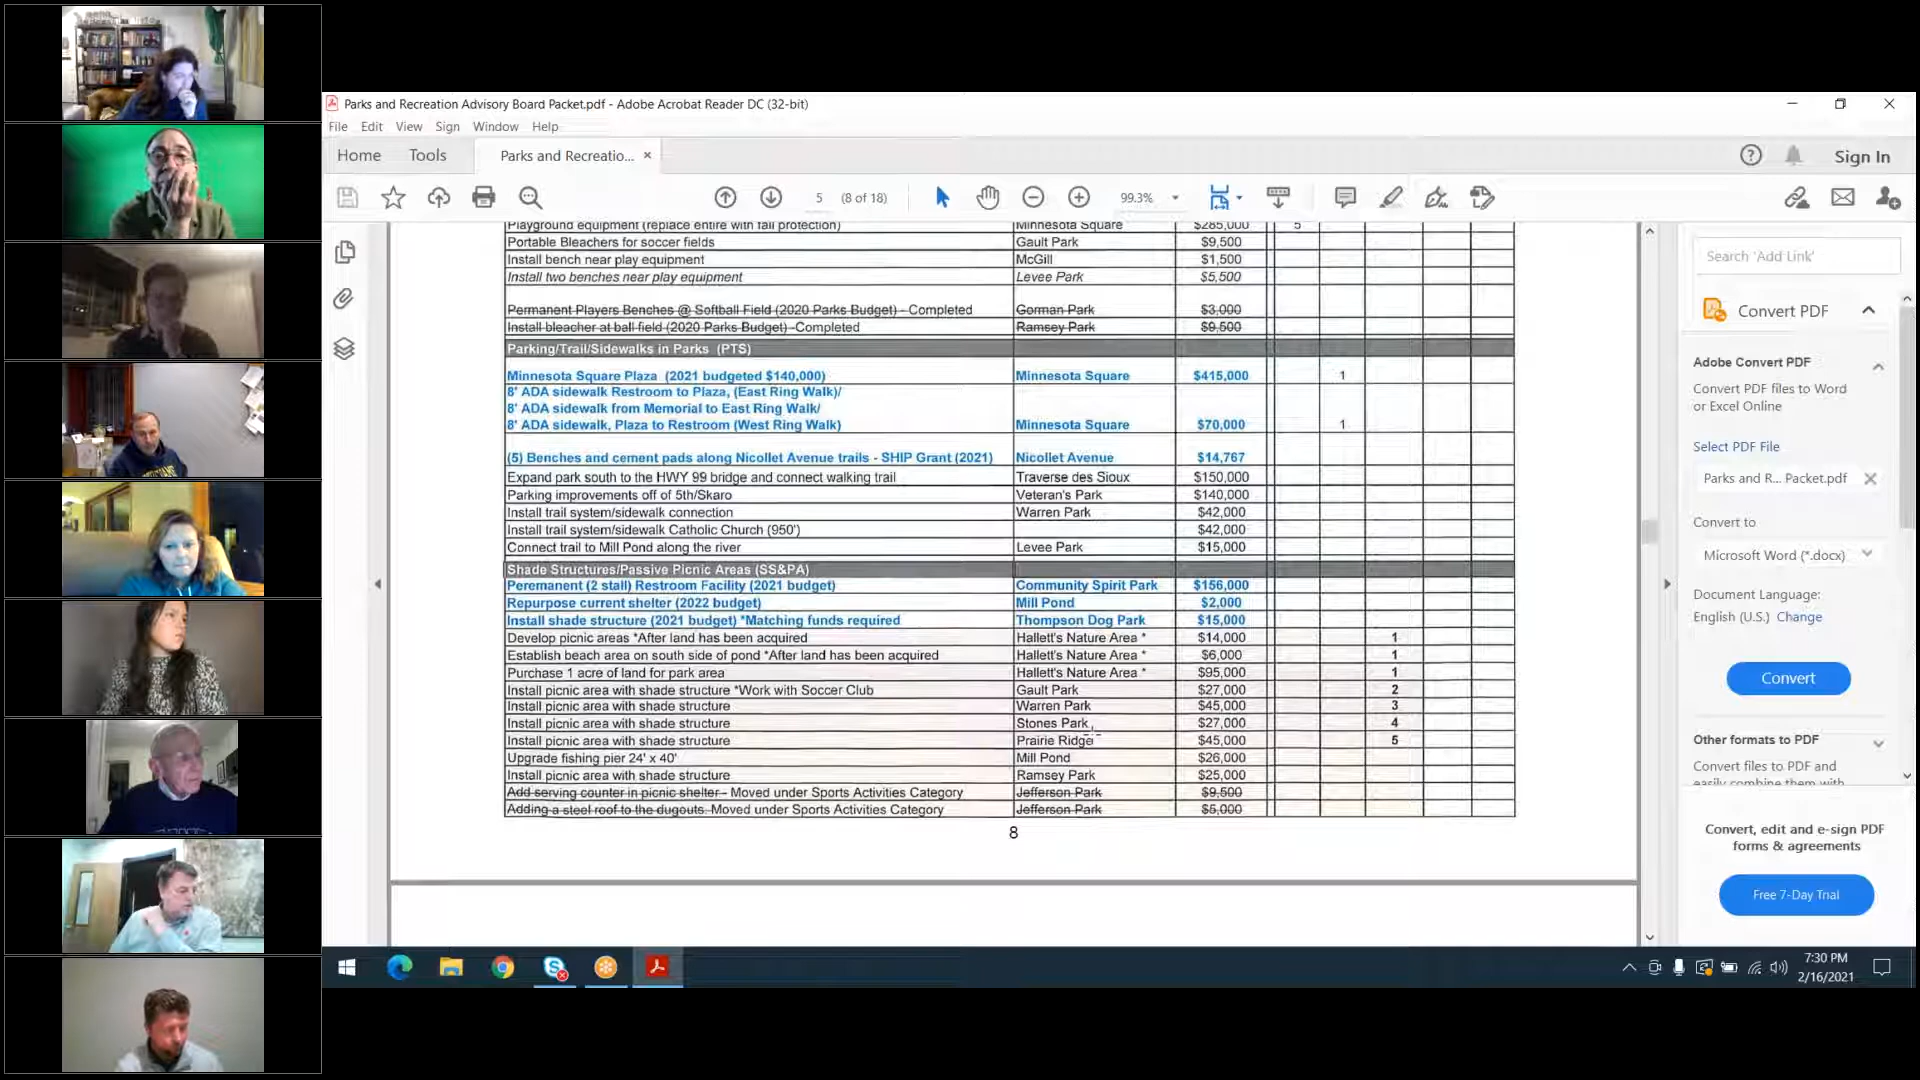 Parks and Recreation Advisory Board Packet.pdf - Adobe Acrobat Reader DC (32-bit)
File Edit View Sign Window Help
Home Tools Parks and Recreatio... × Sign In
5 (8 of 18) 99.3%
Playground equipment (replace entire with fall protection) Minnesota Square $285,000 5
Portable Bleachers for soccer fields Gault Park $9,500
Install bench near play equipment McGill $1,500
Install two benches near play equipment Levee Park $5,500
Permanent Players Benches @ Softball Field (2020 Parks Budget) - Completed Gorman Park $3,000
Install bleacher at ball field (2020 Parks Budget) -Completed Ramsey Park $9,500
Parking/Trail/Sidewalks in Parks (PTS)
Minnesota Square Plaza (2021 budgeted $140,000) Minnesota Square $415,000 1
8' ADA sidewalk Restroom to Plaza, (East Ring Walk)/
8' ADA sidewalk from Memorial to East Ring Walk/
8' ADA sidewalk, Plaza to Restroom (West Ring Walk) Minnesota Square $70,000 1
(5) Benches and cement pads along Nicollet Avenue trails - SHIP Grant (2021) Nicollet Avenue $14,767
Expand park south to the HWY 99 bridge and connect walking trail Traverse des Sioux $150,000
Parking improvements off of 5th/Skaro Veteran's Park $140,000
Install trail system/sidewalk connection Warren Park $42,000
Install trail system/sidewalk Catholic Church (950') $42,000
Connect trail to Mill Pond along the river Levee Park $15,000
Shade Structures/Passive Picnic Areas (SS&PA)
Peremanent (2 stall) Restroom Facility (2021 budget) Community Spirit Park $156,000
Repurpose current shelter (2022 budget) Mill Pond $2,000
Install shade structure (2021 budget) *Matching funds required Thompson Dog Park $15,000
Develop picnic areas *After land has been acquired Hallett's Nature Area * $14,000 1
Establish beach area on south side of pond *After land has been acquired Hallett's Nature Area * $6,000 1
Purchase 1 acre of land for park area Hallett's Nature Area * $95,000 1
Install picnic area with shade structure *Work with Soccer Club Gault Park $27,000 2
Install picnic area with shade structure Warren Park $45,000 3
Install picnic area with shade structure Stones Park $27,000 4
Install picnic area with shade structure Prairie Ridge $45,000 5
Upgrade fishing pier 24' x 40' Mill Pond $26,000
Install picnic area with shade structure Ramsey Park $25,000
Add serving counter in picnic shelter - Moved under Sports Activities Category Jefferson Park $9,500
Adding a steel roof to the dugouts. Moved under Sports Activities Category Jefferson Park $5,000
8
Search 'Add Link'
Convert PDF
Adobe Convert PDF
Convert PDF files to Word
or Excel Online
Select PDF File
Parks and R... Packet.pdf
Convert to
Microsoft Word (*.docx)
Document Language:
English (U.S.) Change
Convert
Other formats to PDF
Convert files to PDF and
easily combine them with
Convert, edit and e-sign PDF
forms & agreements
Free 7-Day Trial
7:30 PM
2/16/2021